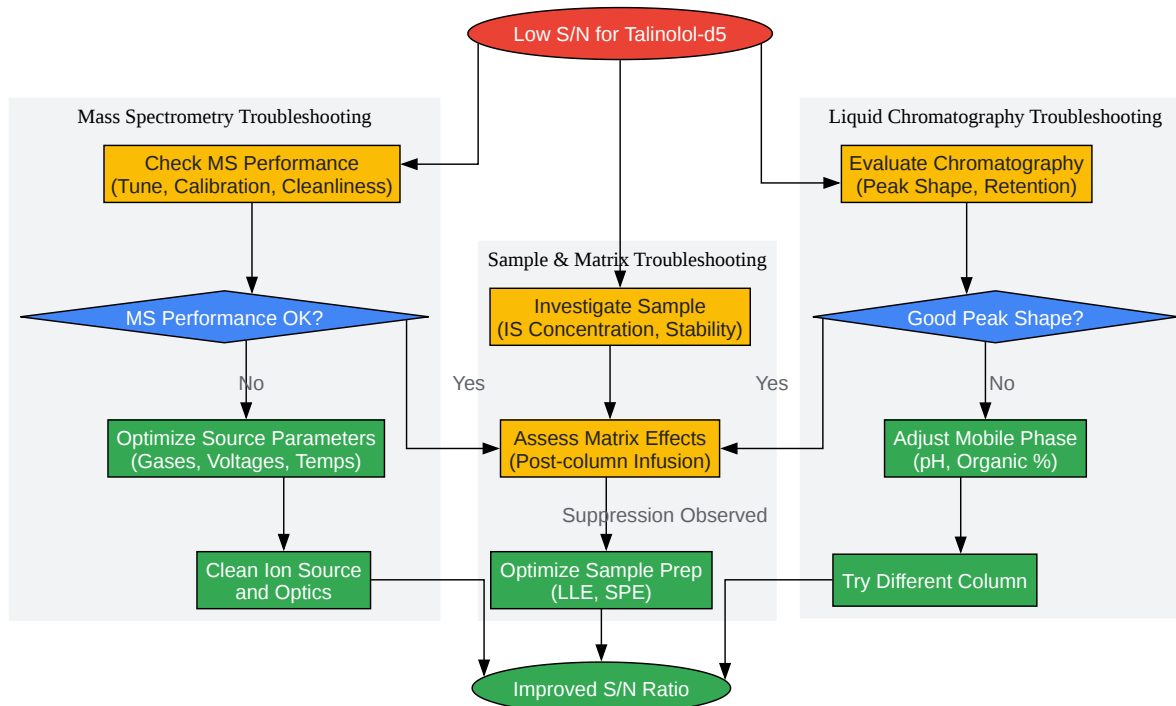 Low S/N for Talinolol-d5
Mass Spectrometry Troubleshooting
Liquid Chromatography Troubleshooting
Check MS Performance
(Tune, Calibration, Cleanliness)
Evaluate Chromatography
(Peak Shape, Retention)
Sample & Matrix Troubleshooting
MS Performance OK?
Investigate Sample
(IS Concentration, Stability)
Good Peak Shape?
No
Yes
Yes
No
Optimize Source Parameters
(Gases, Voltages, Temps)
Assess Matrix Effects
(Post-column Infusion)
Adjust Mobile Phase
(pH, Organic %)
Suppression Observed
Clean Ion Source
and Optics
Optimize Sample Prep
(LLE, SPE)
Try Different Column
Improved S/N Ratio